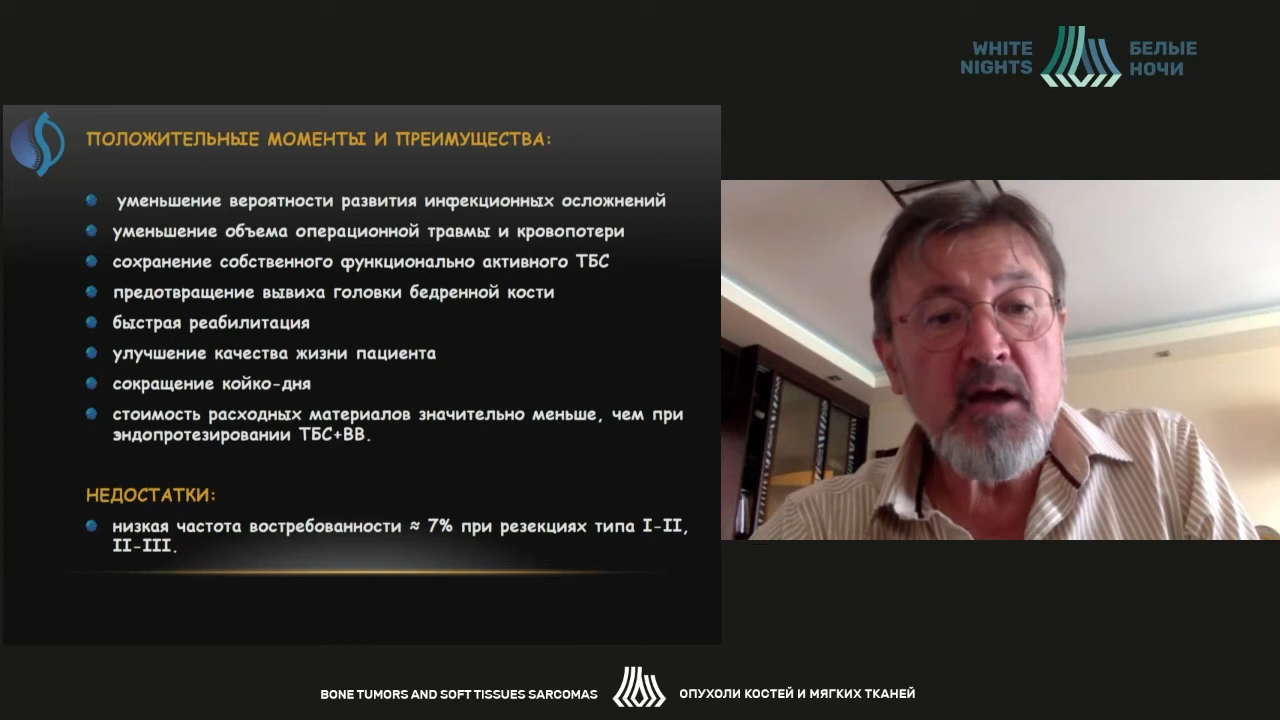 WHITE
NIGHTS
БЕЛЫЕ
НОЧИ
ПОЛОЖИТЕЛЬНЫЕ МОМЕНТЫ И ПРЕИМУЩЕСТВА:
уменьшение вероятности развития инфекционных осложнений
уменьшение объема операционной травмы и кровопотери
сохранение собственного функционально активного ТБС
предотвращение вывиха головки бедренной кости
быстрая реабилитация
улучшение качества жизни пациента
сокращение койко-дня
стоимость расходных материалов значительно меньше, чем при
эндопротезировании ТБС+ВВ.
НЕДОСТАТКИ:
низкая частота востребованности ≈ 7% при резекциях типа I-II,
II-III.
BONE TUMORS AND SOFT TISSUES SARCOMAS
ОПУХОЛИ КОСТЕЙ И МЯГКИХ ТКАНЕЙ